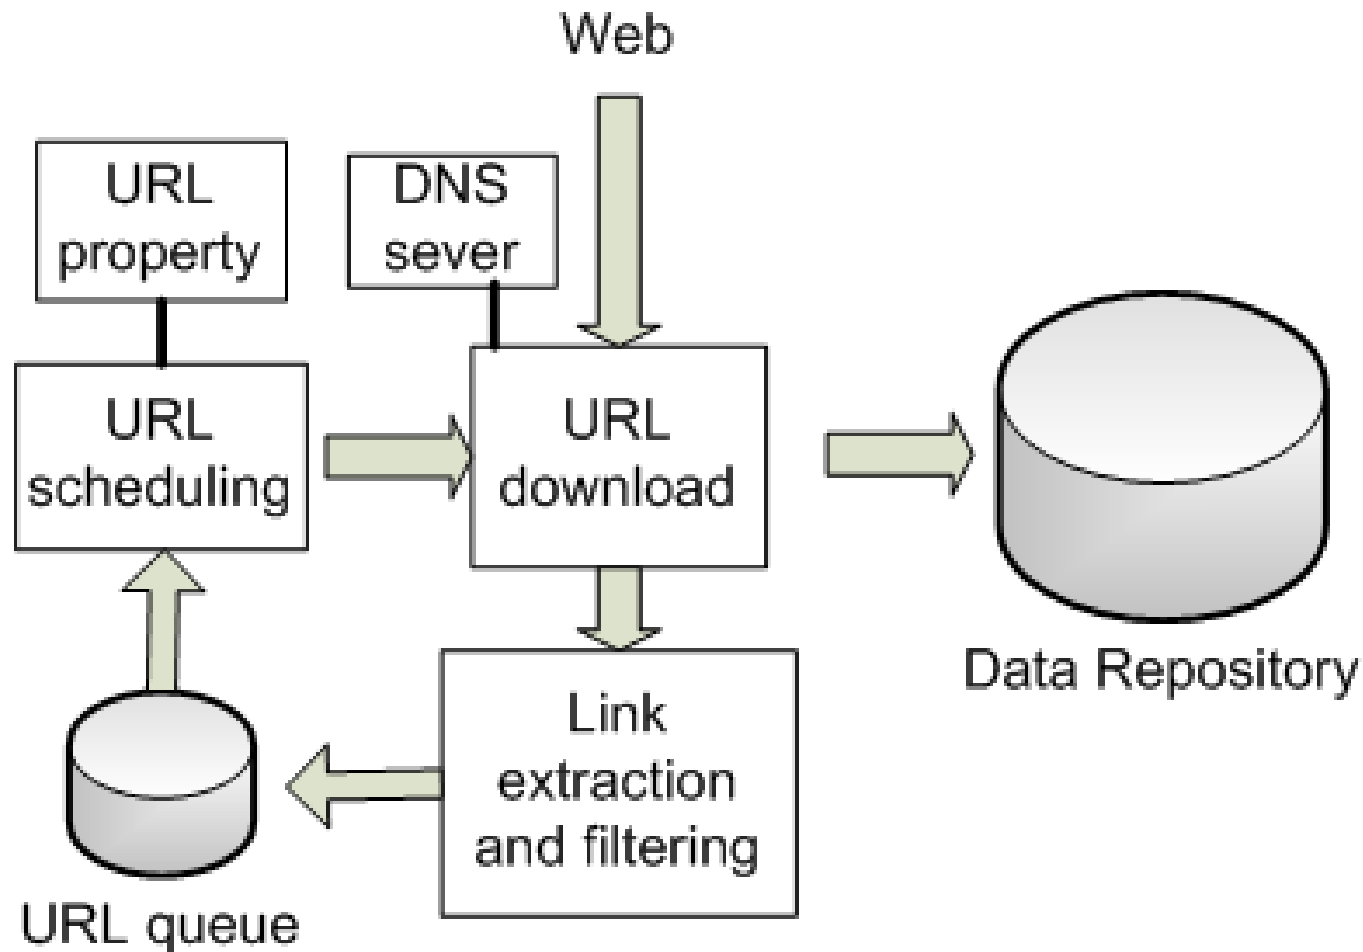 Web
URL
property
DNS
sever
URL
scheduling
URL
download
Data Repository
Link
extraction
and filtering
URL queue